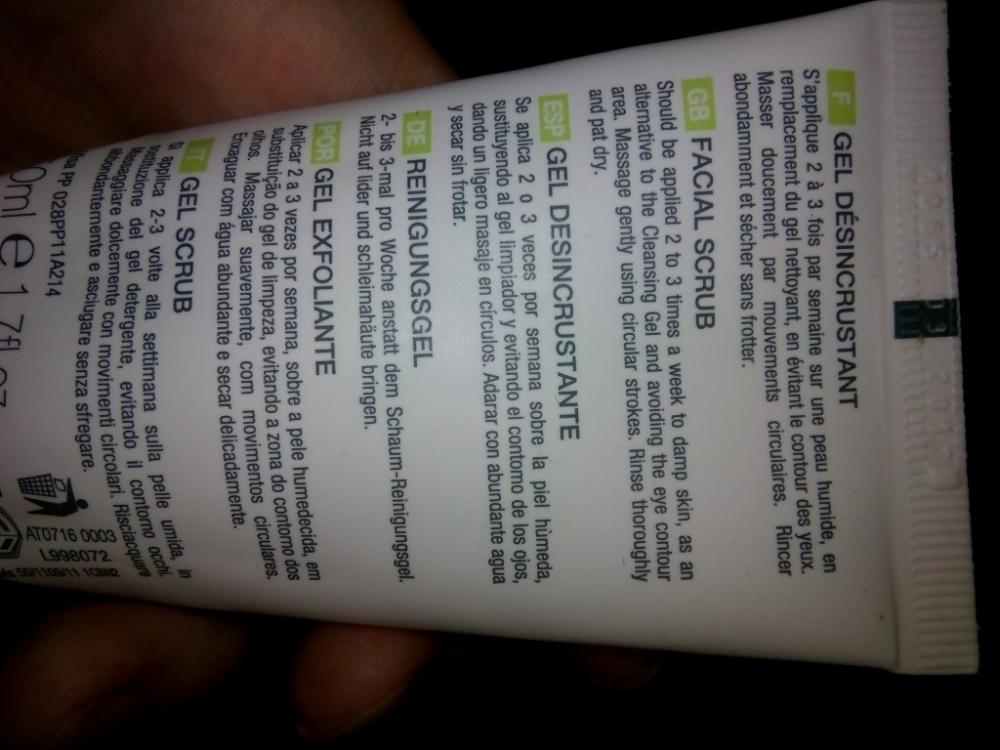 F GEL DÉSINCRUSTANT
S'applique 2 à 3 fois par semaine sur une peau humide, en
remplacement du gel nettoyant, en évitant le contour des yeux.
Masser doucement par mouvements circulaires. Rincer
abondamment et sécher sans frotter.
GB FACIAL SCRUB
Should be applied 2 to 3 times a week to damp skin, as an
alternative to the Cleansing Gel and avoiding the eye contour
area. Massage gently using circular strokes. Rinse thoroughly
and pat dry.
ESP GEL DESINCRUSTANTE
Se aplica 2 o 3 veces por semana sobre la piel hùmeda,
sustituyendo al gel limpiador y evitando el contorno de los ojos,
dando un ligero masaje en círculos. Adarar con abundante agua
y secar sin frotar.
DE REINIGUNGSGEL
2- bis 3-mal pro Woche anstatt dem Schaum-Reinigungsgel.
Nicht auf lider und schleimahäute bringen.
POR GEL EXFOLIANTE
Aplicar 2 a 3 vezes por semana, sobre a pele humedecida, em
substituição do gel de limpeza, evitando a zona do contorno dos
olhos. Massajar suavemente, com movimentos circulares.
Enxaguar com água abundante e secar delicadamente.
IT GEL SCRUB
Si applica 2-3 volte alla settimana sulla pelle umida, in
sostituzione del gel detergente, evitando il contorno occhi.
Massaggiare dolcemente con movimenti circolari. Risciacquare
abbondantemente e asciugare senza sfregare.
PP 028PP11A214
0ml e 1.7fl.oz
AT0716 0003
L998072